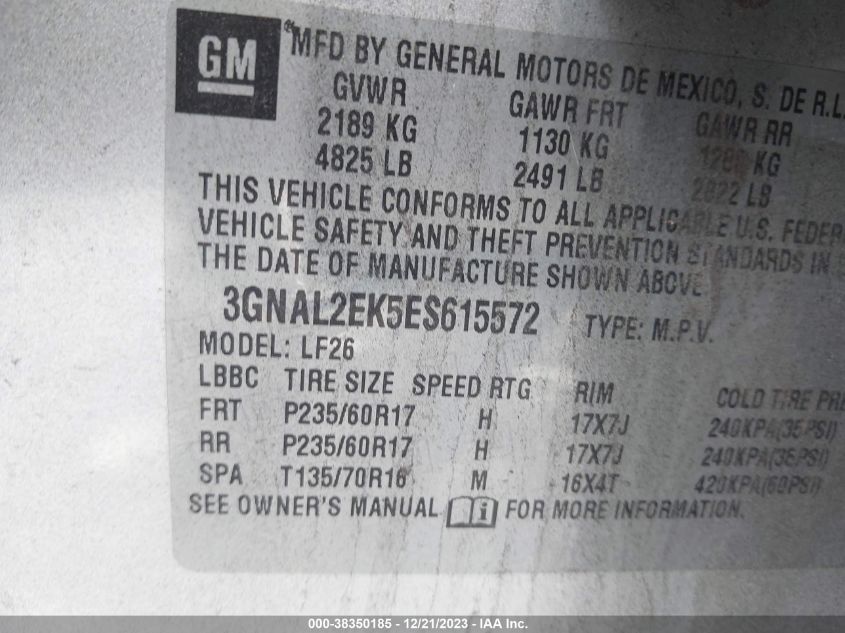 GM
MFD BY GENERAL MOTORS DE MEXICO, S. DE R.L.
GVWR GAWR FRT GAWR RR
2189 KG 1130 KG KG
4825 LB 2491 LB 2822 LB
THIS VEHICLE CONFORMS TO ALL APPLICABLE U.S. FEDER
VEHICLE SAFETY AND THEFT PREVENTION STANDARDS IN
THE DATE OF MANUFACTURE SHOWN ABOVE.
3GNAL2EK5ES615572 TYPE: M.P.V.
MODEL: LF26
LBBC TIRE SIZE SPEED RTG RIM COLD TIRE PRE
FRT P235/60R17 H 17X7J 240KPA(35PSI)
RR P235/60R17 H 17X7J 240KPA(35PSI)
SPA T135/70R16 M 16X4T 420KPA(60PSI)
SEE OWNER'S MANUAL i FOR MORE INFORMATION.
000-38350185 - 12/21/2023 - IAA Inc.